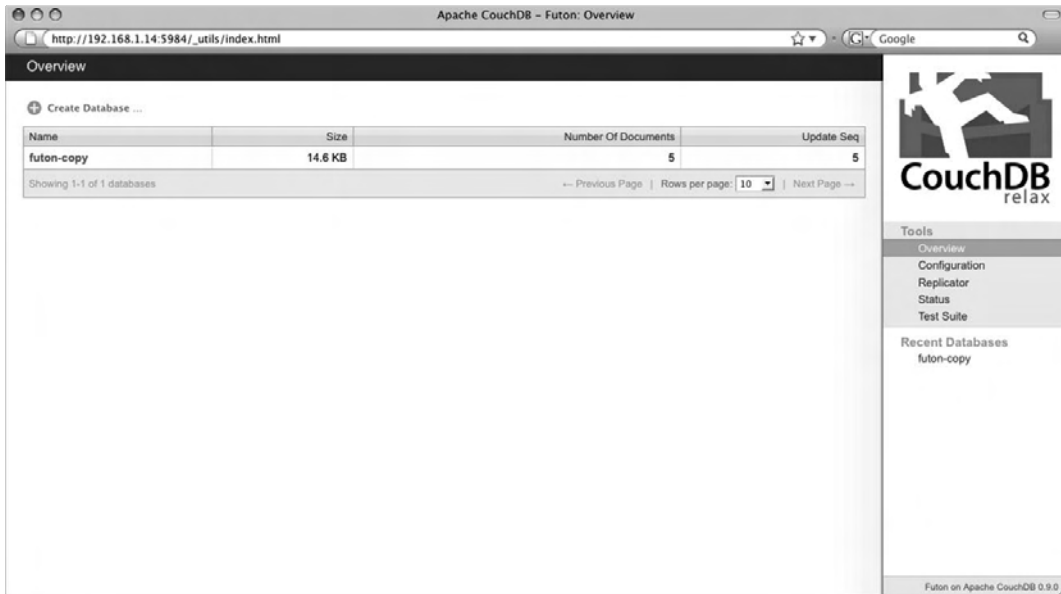 Apache CouchDB – Futon: Overview
http://192.168.1.14:5984/_utils/index.html
G
Google
Overview
Create Database ...
Name Size Number Of Documents Update Seq
futon-copy 14.6 KB 5 5
Showing 1-1 of 1 databases ← Previous Page | Rows per page: 10 | Next Page →
CouchDB
relax
Tools
Overview
Configuration
Replicator
Status
Test Suite
Recent Databases
futon-copy
Futon on Apache CouchDB 0.9.0